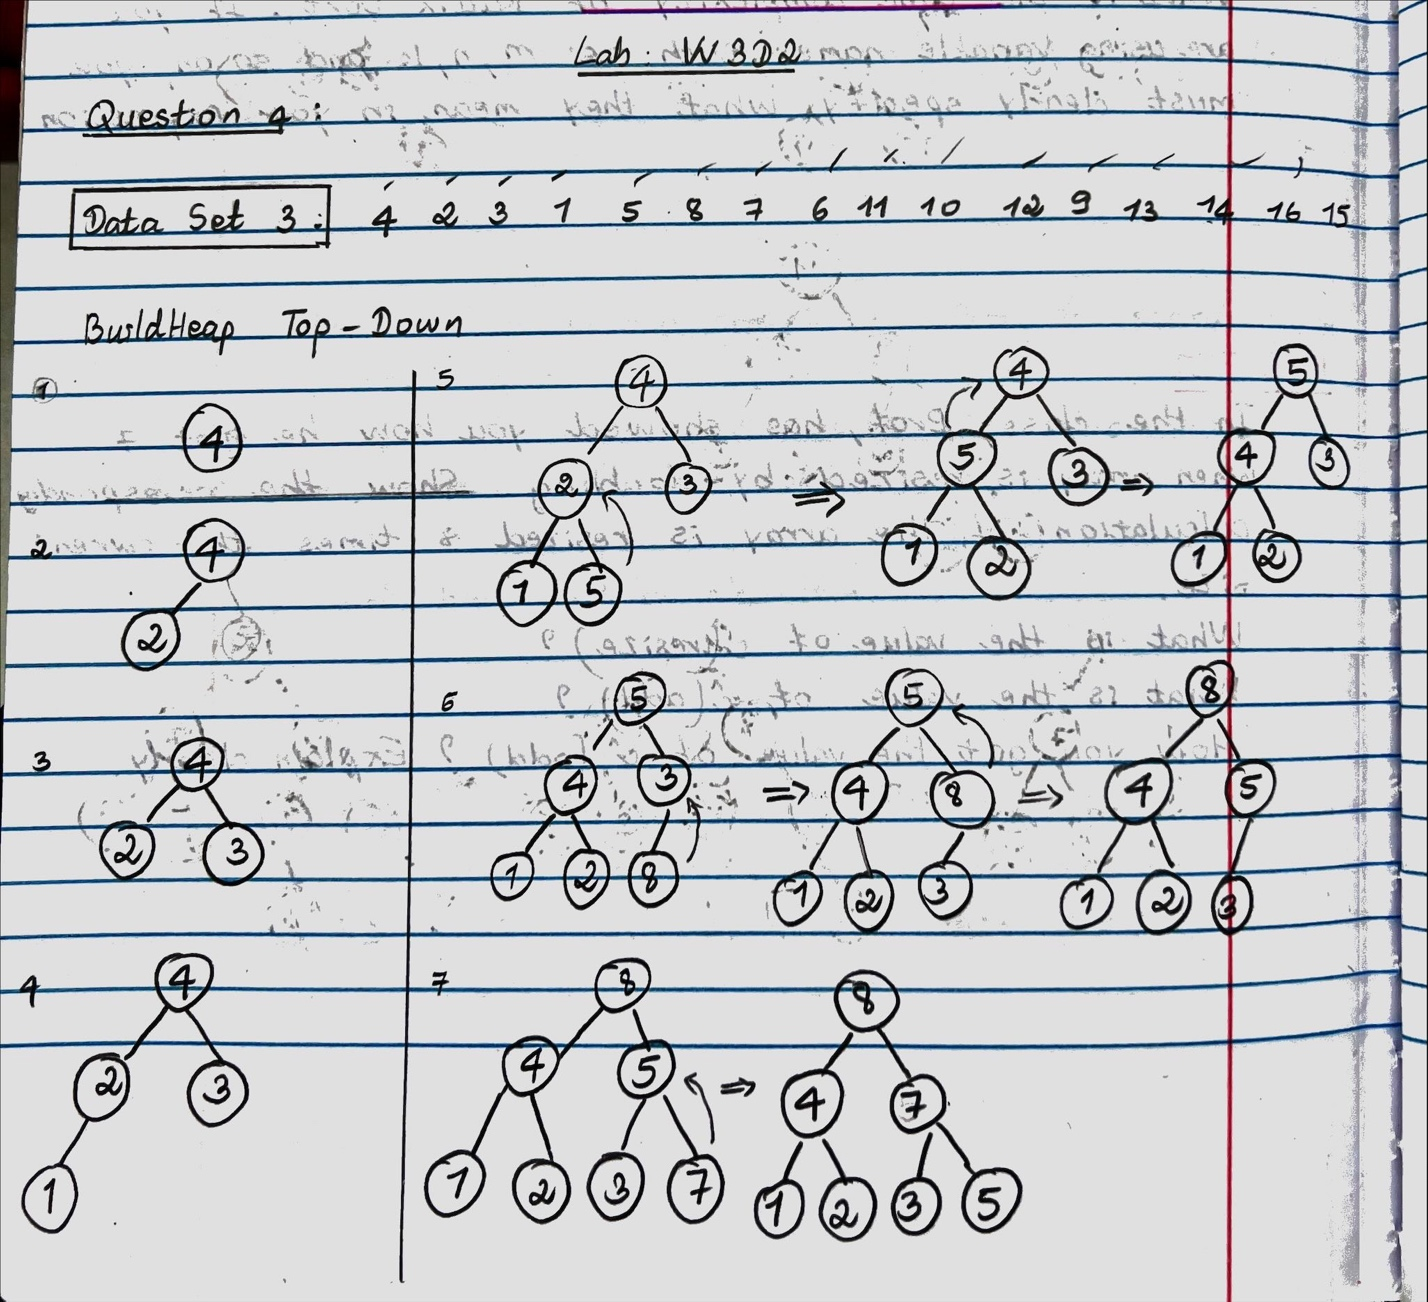 Lab : W3D2
Question 4 :
Data Set 3 : 4 2 3 1 5 8 7 6 11 10 12 9 13 14 16 15
BuildHeap Top-Down
1
4
2
4
2
3
4
2 3
4
4
2 3
1
5
4 ⇒ 4 ⇒ 5
2 3 5 3 4 3
1 5 1 2 1 2
6
5 ⇒ 5 ⇒ 8
4 3 4 8 4 5
1 2 8 1 2 3 1 2 3
7
8 ⇒ 8
4 5 4 7
1 2 3 7 1 2 3 5